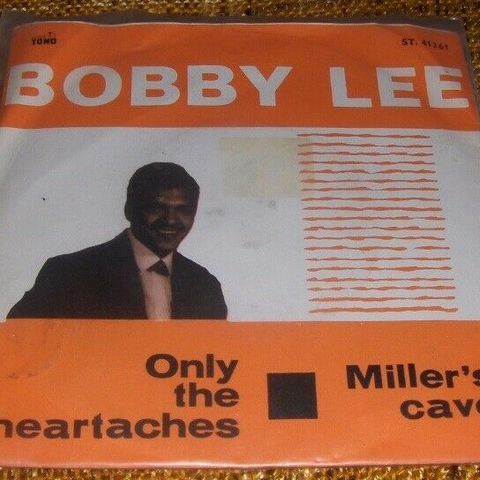 TONO
ST. 41361
BOBBY LEE
Only
the
heartaches
Miller's
cave